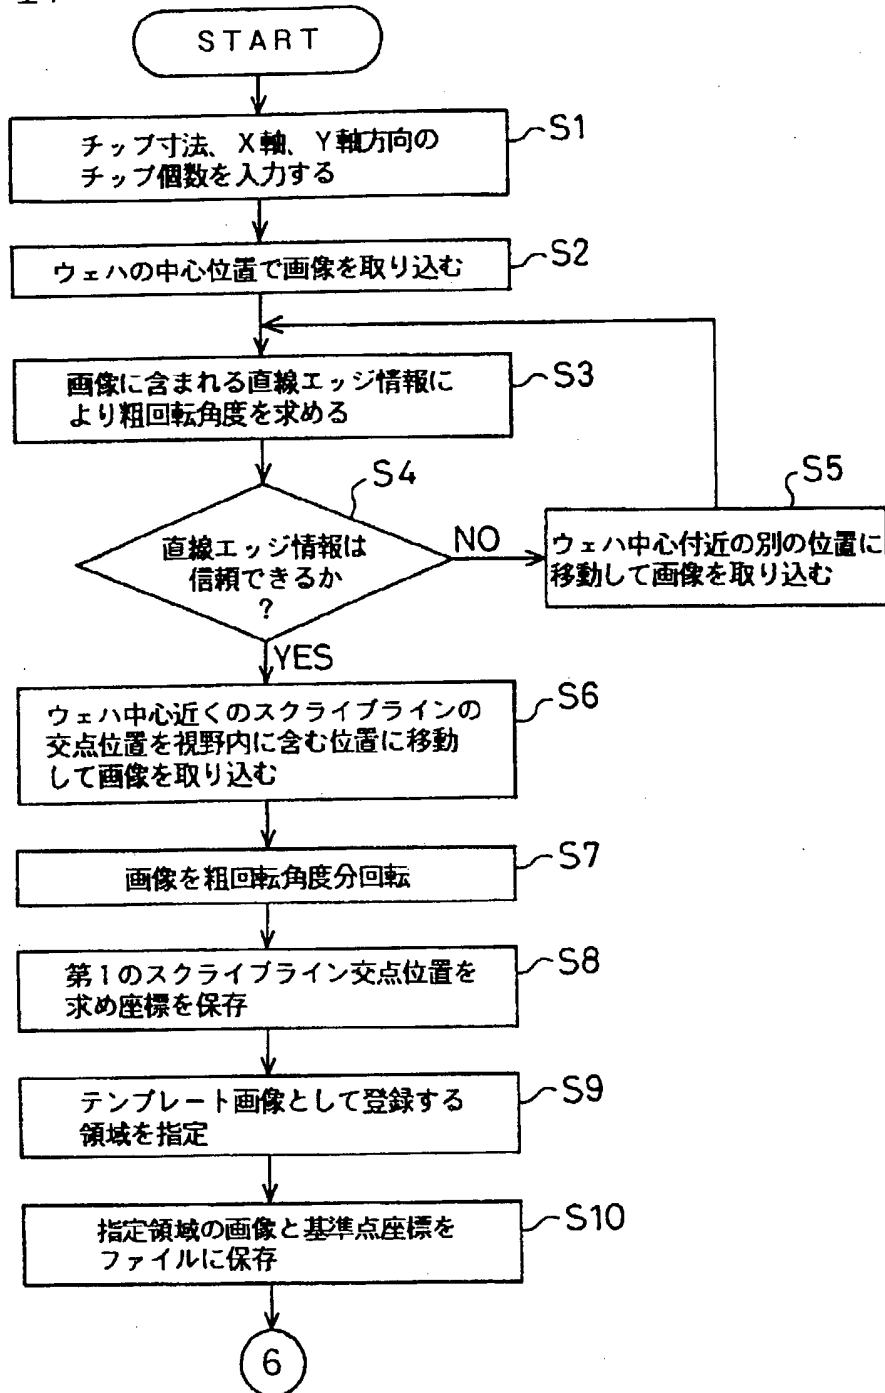 START
S1
チップ寸法、X軸、Y軸方向の
チップ個数を入力する
S2
ウェハの中心位置で画像を取り込む
S3
画像に含まれる直線エッジ情報に
より粗回転角度を求める
S4
直線エッジ情報は
信頼できるか
?
NO
S5
ウェハ中心付近の別の位置に
移動して画像を取り込む
YES
S6
ウェハ中心近くのスクライブラインの
交点位置を視野内に含む位置に移動
して画像を取り込む
S7
画像を粗回転角度分回転
S8
第1のスクライブライン交点位置を
求め座標を保存
S9
テンプレート画像として登録する
領域を指定
S10
指定領域の画像と基準点座標を
ファイルに保存
6